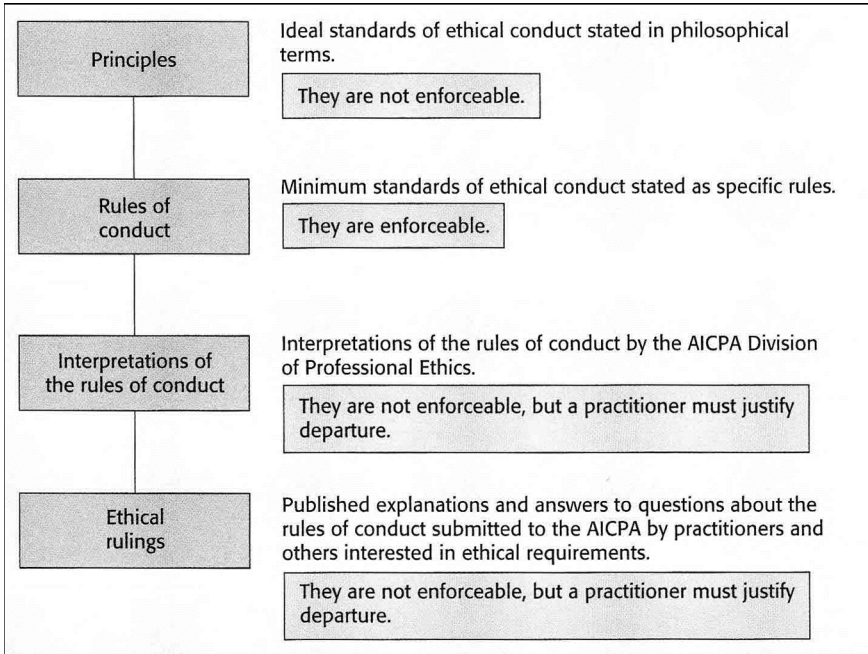 Principles
Ideal standards of ethical conduct stated in philosophical
terms.
They are not enforceable.
Rules of
conduct
Minimum standards of ethical conduct stated as specific rules.
They are enforceable.
Interpretations of
the rules of conduct
Interpretations of the rules of conduct by the AICPA Division
of Professional Ethics.
They are not enforceable, but a practitioner must justify
departure.
Ethical
rulings
Published explanations and answers to questions about the
rules of conduct submitted to the AICPA by practitioners and
others interested in ethical requirements.
They are not enforceable, but a practitioner must justify
departure.